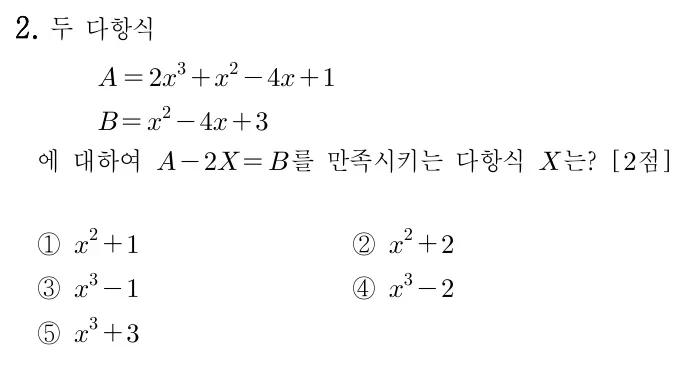 2. 두 다항식
A=2x³+x²-4x+1
B=x²-4x+3
에 대하여 A-2X=B를 만족시키는 다항식 X는? [2점]
① x²+1 ② x²+2
③ x³-1 ④ x³-2
⑤ x³+3